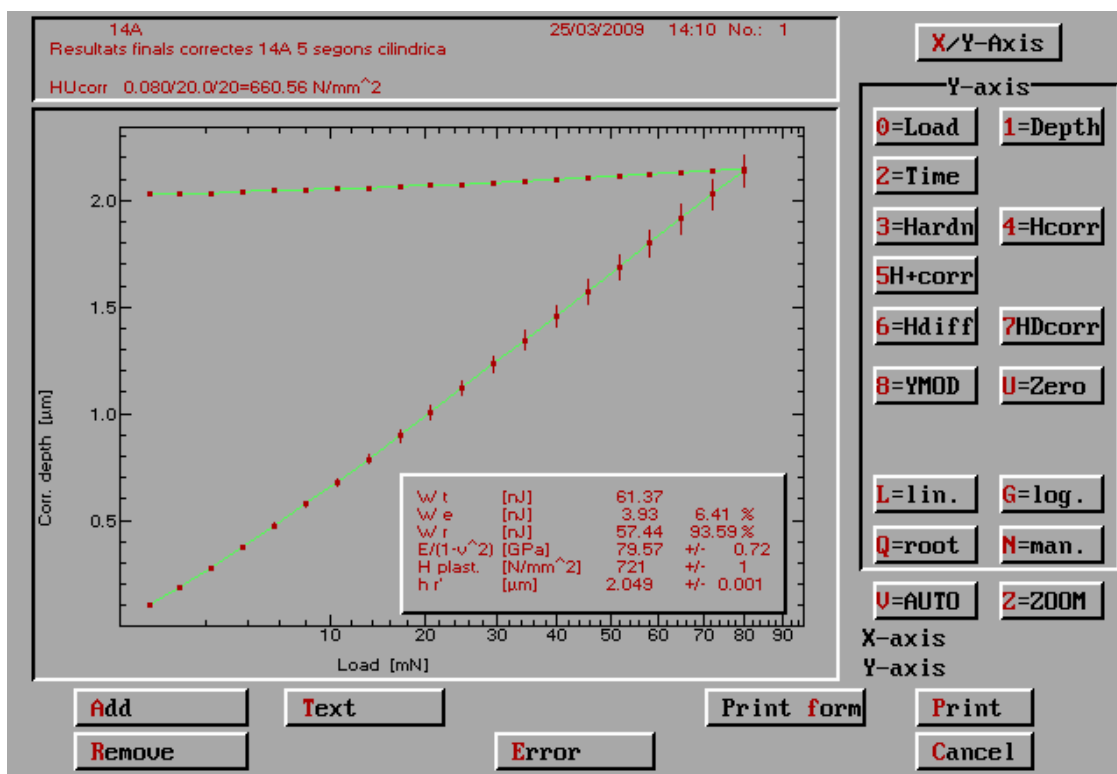 14A 25/03/2009 14:10 No.: 1
Resultats finals correctes 14A 5 segons cilindrica
HUcorr 0.080/20.0/20=660.56 N/mm^2
X/Y-Axis
Y-axis
0=Load 1=Depth
2=Time
3=Hardn 4=Hcorr
5H+corr
6=Hdiff 7HDcorr
8=YMOD U=Zero
L=lin. G=log.
Q=root N=man.
V=AUTO Z=ZOOM
X-axis
Y-axis
Corr. depth [µm]
2.0
1.5
1.0
0.5
W t [nJ] 61.37
W e [nJ] 3.93 6.41 %
W r [nJ] 57.44 93.59 %
E/(1-v^2) [GPa] 79.57 +/- 0.72
H plast. [N/mm^2] 721 +/- 1
h r' [µm] 2.049 +/- 0.001
10 20 30 40 50 60 70 80 90
Load [mN]
Add Text Print form Print
Remove Error Cancel